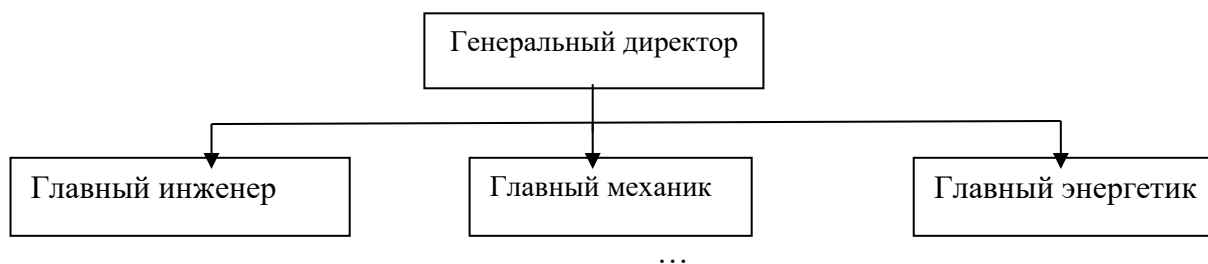 Генеральный директор
Главный инженер
Главный механик
Главный энергетик
…